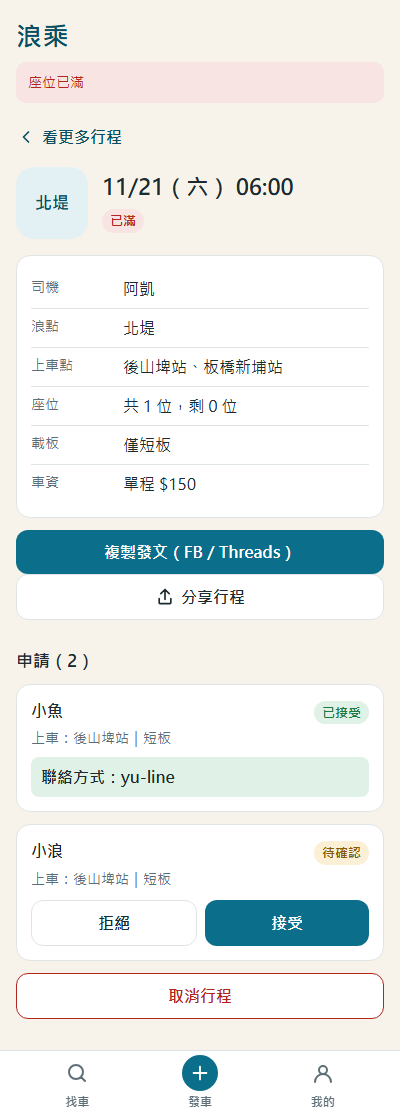 浪乘
座位已滿
看更多行程
北堤
11/21（六）06:00
已滿
司機 阿凱
浪點 北堤
上車點 後山埤站、板橋新埔站
座位 共 1 位，剩 0 位
載板 僅短板
車資 單程 $150
複製發文（FB / Threads）
分享行程
申請（2）
小魚 已接受
上車：後山埤站｜短板
聯絡方式：yu-line
小浪 待確認
上車：後山埤站｜短板
拒絕 接受
取消行程
找車 發車 我的